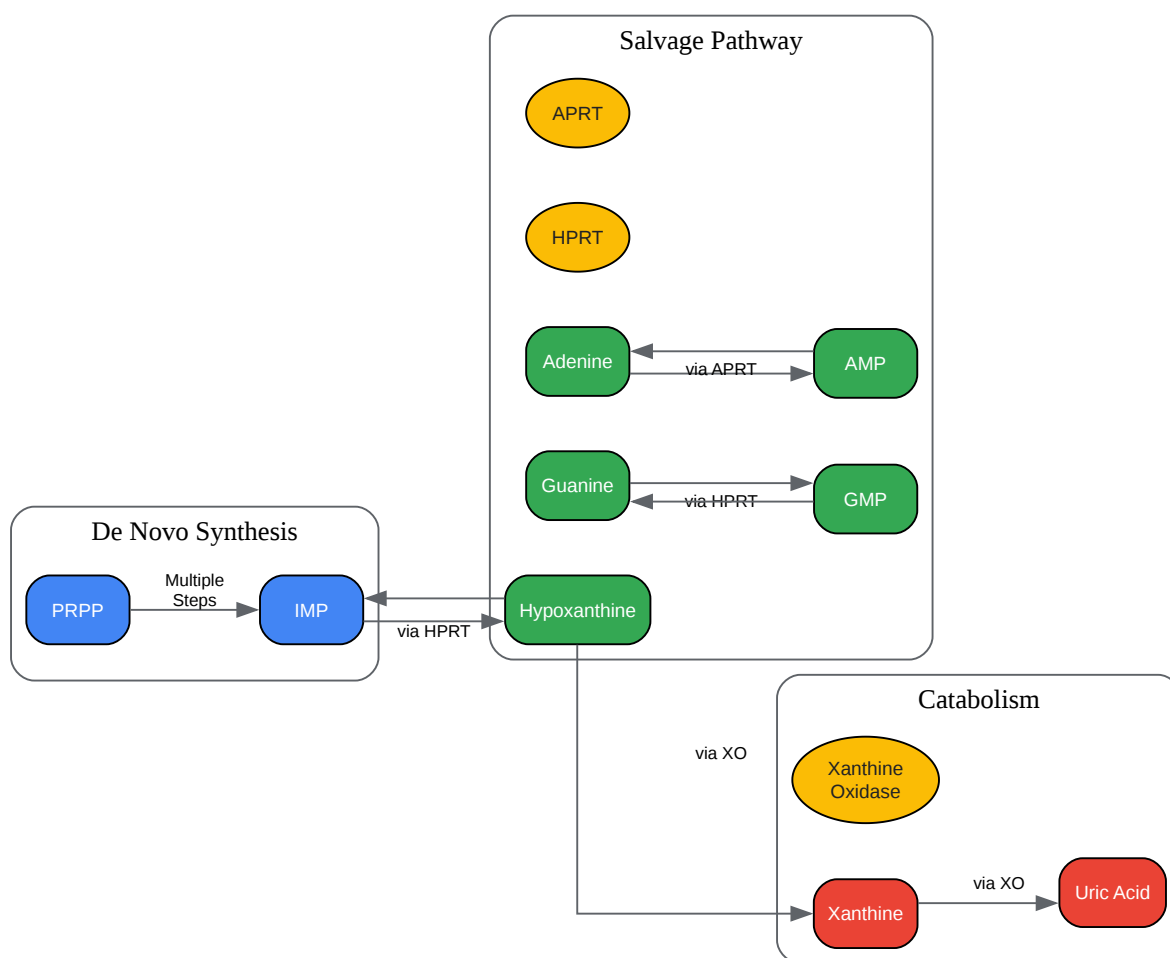 Salvage Pathway
APRT
HPRT
Adenine
via APRT
AMP
Guanine
via HPRT
GMP
De Novo Synthesis
PRPP
Multiple
Steps
IMP
via HPRT
Hypoxanthine
Catabolism
via XO
Xanthine
Oxidase
Xanthine
via XO
Uric Acid